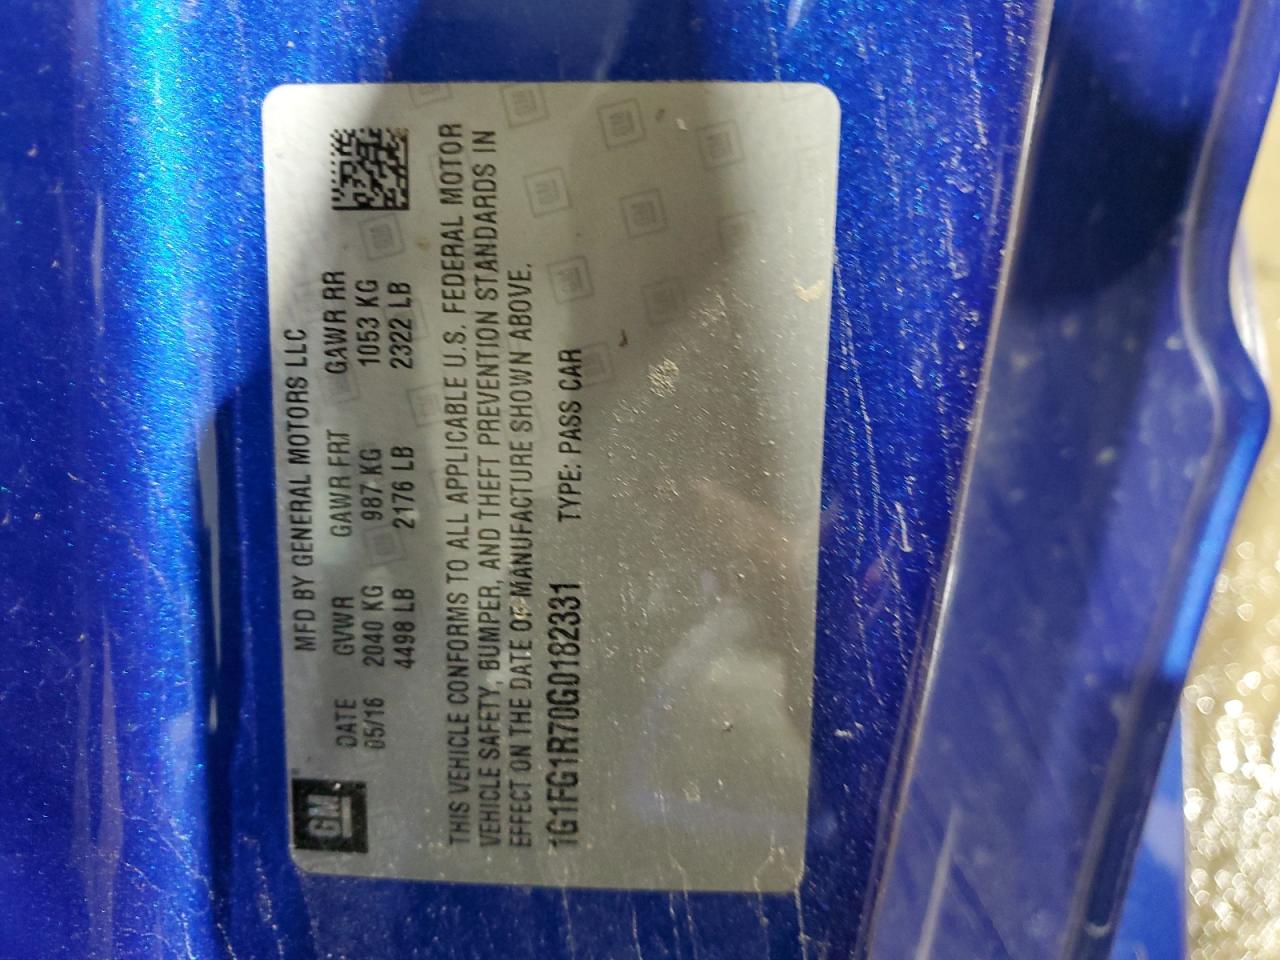 GM
MFD BY GENERAL MOTORS LLC
DATE GVWR GAWR FRT GAWR RR
05/16 2040 KG 987 KG 1053 KG
4498 LB 2176 LB 2322 LB
THIS VEHICLE CONFORMS TO ALL APPLICABLE U.S. FEDERAL MOTOR
VEHICLE SAFETY, BUMPER, AND THEFT PREVENTION STANDARDS IN
EFFECT ON THE DATE OF MANUFACTURE SHOWN ABOVE.
1G1FG1R70G0182331 TYPE: PASS CAR